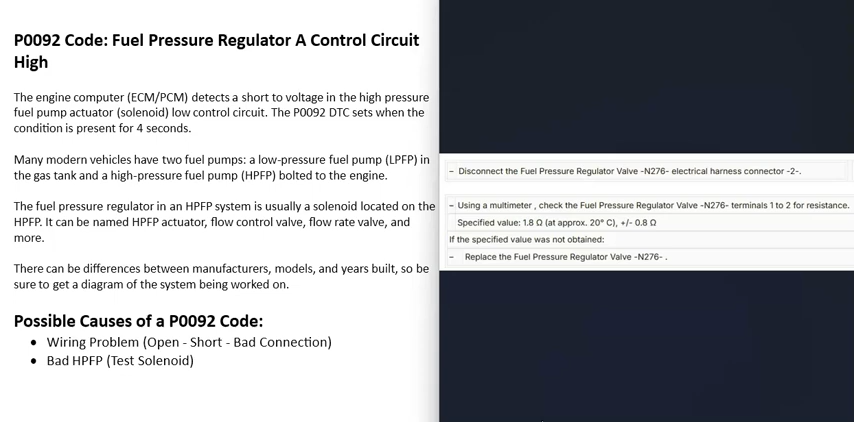 P0092 Code: Fuel Pressure Regulator A Control Circuit
High
The engine computer (ECM/PCM) detects a short to voltage in the high pressure
fuel pump actuator (solenoid) low control circuit. The P0092 DTC sets when the
condition is present for 4 seconds.
Many modern vehicles have two fuel pumps: a low-pressure fuel pump (LPFP) in
the gas tank and a high-pressure fuel pump (HPFP) bolted to the engine.
The fuel pressure regulator in an HPFP system is usually a solenoid located on the
HPFP. It can be named HPFP actuator, flow control valve, flow rate valve, and
more.
There can be differences between manufacturers, models, and years built, so be
sure to get a diagram of the system being worked on.
Possible Causes of a P0092 Code:
• Wiring Problem (Open - Short - Bad Connection)
• Bad HPFP (Test Solenoid)
– Disconnect the Fuel Pressure Regulator Valve -N276- electrical harness connector -2-.
– Using a multimeter , check the Fuel Pressure Regulator Valve -N276- terminals 1 to 2 for resistance.
Specified value: 1.8 Ω (at approx. 20° C), +/- 0.8 Ω
If the specified value was not obtained:
– Replace the Fuel Pressure Regulator Valve -N276- .